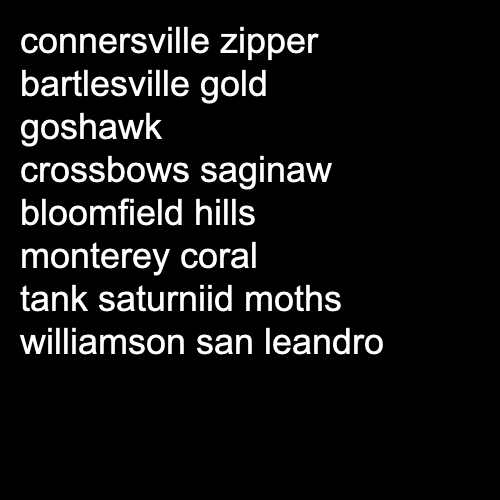 connersville zipper
bartlesville gold
goshawk
crossbows saginaw
bloomfield hills
monterey coral
tank saturniid moths
williamson san leandro